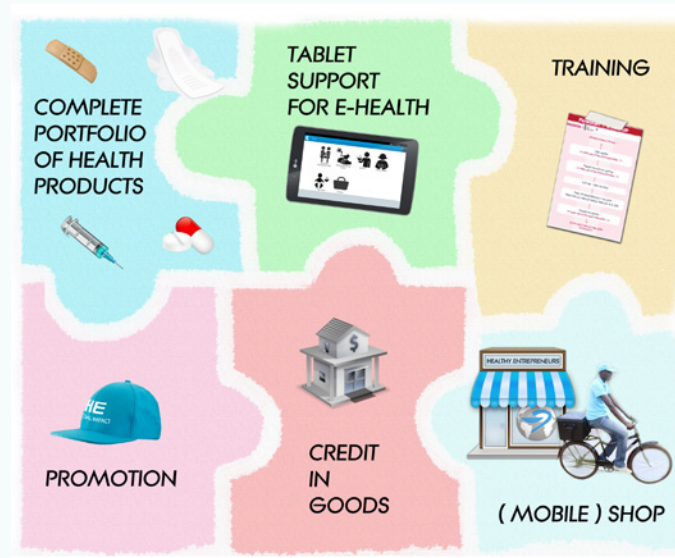 COMPLETE
PORTFOLIO
OF HEALTH
PRODUCTS
TABLET
SUPPORT
FOR E-HEALTH
TRAINING
HE
PROMOTION
$
CREDIT
IN
GOODS
HEALTHY ENTREPRENEURS
( MOBILE ) SHOP